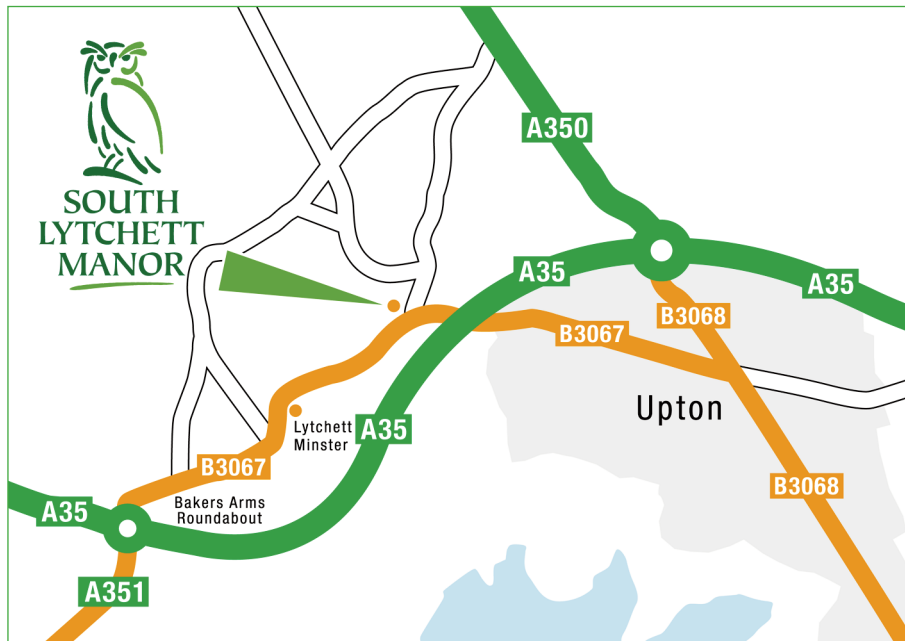 SOUTH
LYTCHETT
MANOR
A350
A35
A35
B3068
B3067
Upton
Lytchett
Minster
A35
B3067
B3068
Bakers Arms
Roundabout
A35
A351